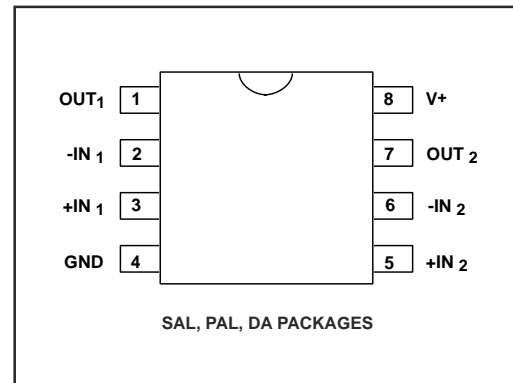 OUT1 1 8 V+
-IN 1 2 7 OUT 2
+IN 1 3 6 -IN 2
GND 4 5 +IN 2
SAL, PAL, DA PACKAGES